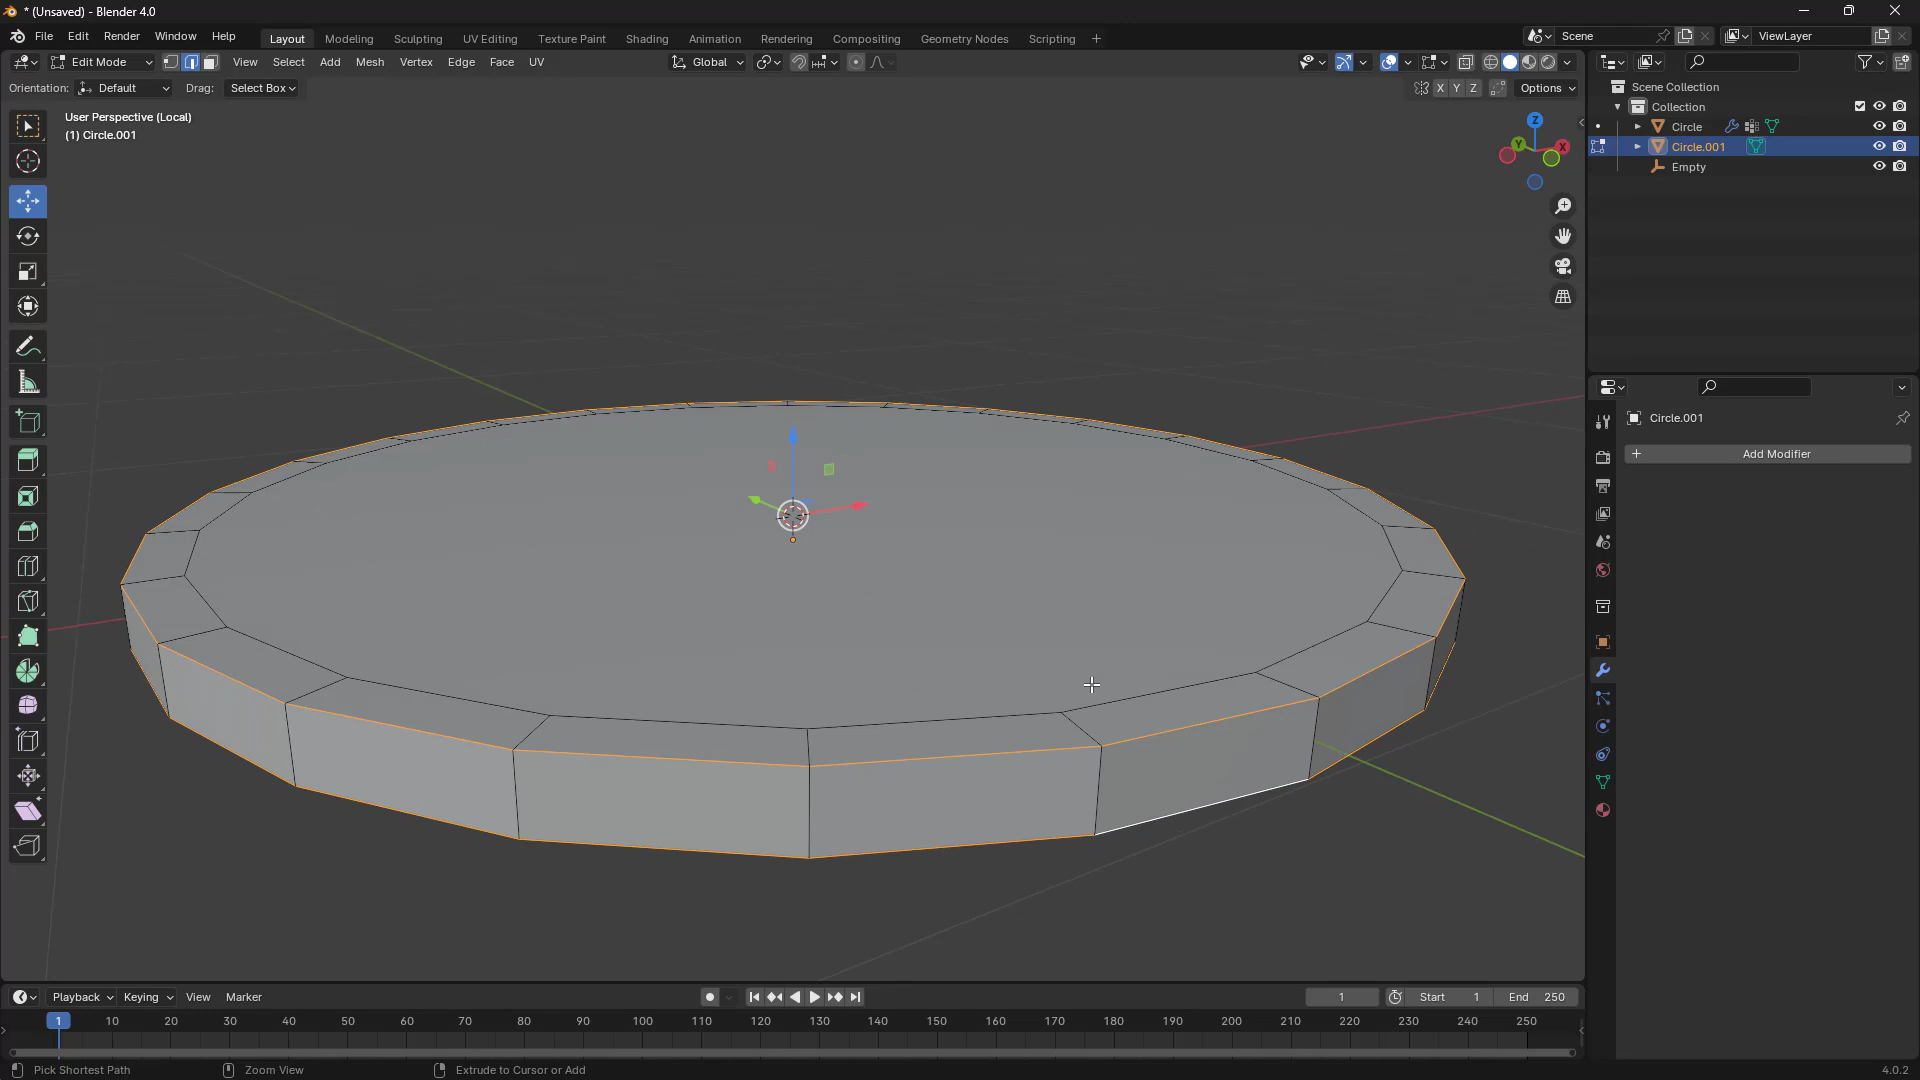 * (Unsaved) - Blender 4.0
File Edit Render Window Help
Layout Modeling Sculpting UV Editing Texture Paint Shading Animation Rendering Compositing Geometry Nodes Scripting +
Scene
ViewLayer
Edit Mode
View Select Add Mesh Vertex Edge Face UV
Global
Orientation: Default Drag: Select Box
X Y Z Options
User Perspective (Local)
(1) Circle.001
Z
Y
X
Scene Collection
Collection
Circle
Circle.001
Empty
Circle.001
+ Add Modifier
Playback Keying View Marker
1 Start 1 End 250
1 10 20 30 40 50 60 70 80 90 100 110 120 130 140 150 160 170 180 190 200 210 220 230 240 250
Pick Shortest Path Zoom View Extrude to Cursor or Add 4.0.2